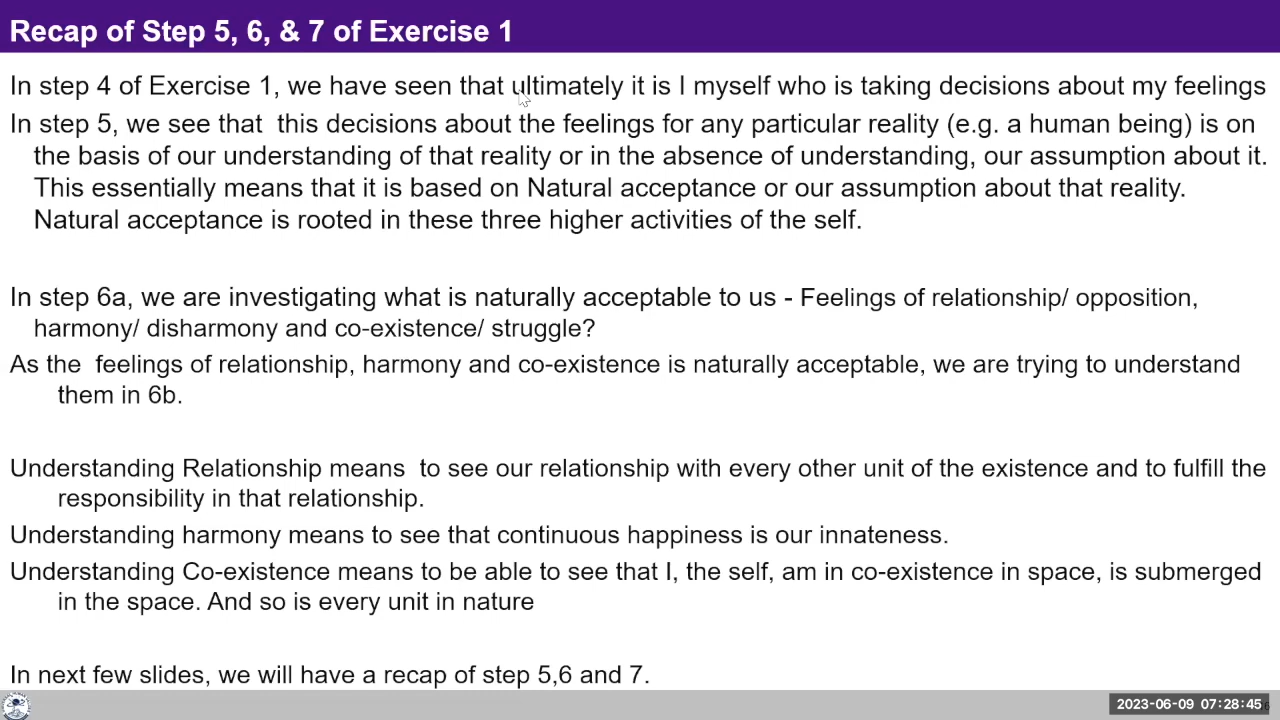 Recap of Step 5, 6, & 7 of Exercise 1
In step 4 of Exercise 1, we have seen that ultimately it is I myself who is taking decisions about my feelings
In step 5, we see that  this decisions about the feelings for any particular reality (e.g. a human being) is on
the basis of our understanding of that reality or in the absence of understanding, our assumption about it.
This essentially means that it is based on Natural acceptance or our assumption about that reality.
Natural acceptance is rooted in these three higher activities of the self.
In step 6a, we are investigating what is naturally acceptable to us - Feelings of relationship/ opposition,
harmony/ disharmony and co-existence/ struggle?
As the  feelings of relationship, harmony and co-existence is naturally acceptable, we are trying to understand
them in 6b.
Understanding Relationship means  to see our relationship with every other unit of the existence and to fulfill the
responsibility in that relationship.
Understanding harmony means to see that continuous happiness is our innateness.
Understanding Co-existence means to be able to see that I, the self, am in co-existence in space, is submerged
in the space. And so is every unit in nature
In next few slides, we will have a recap of step 5,6 and 7.
2023-06-09 07:28:45